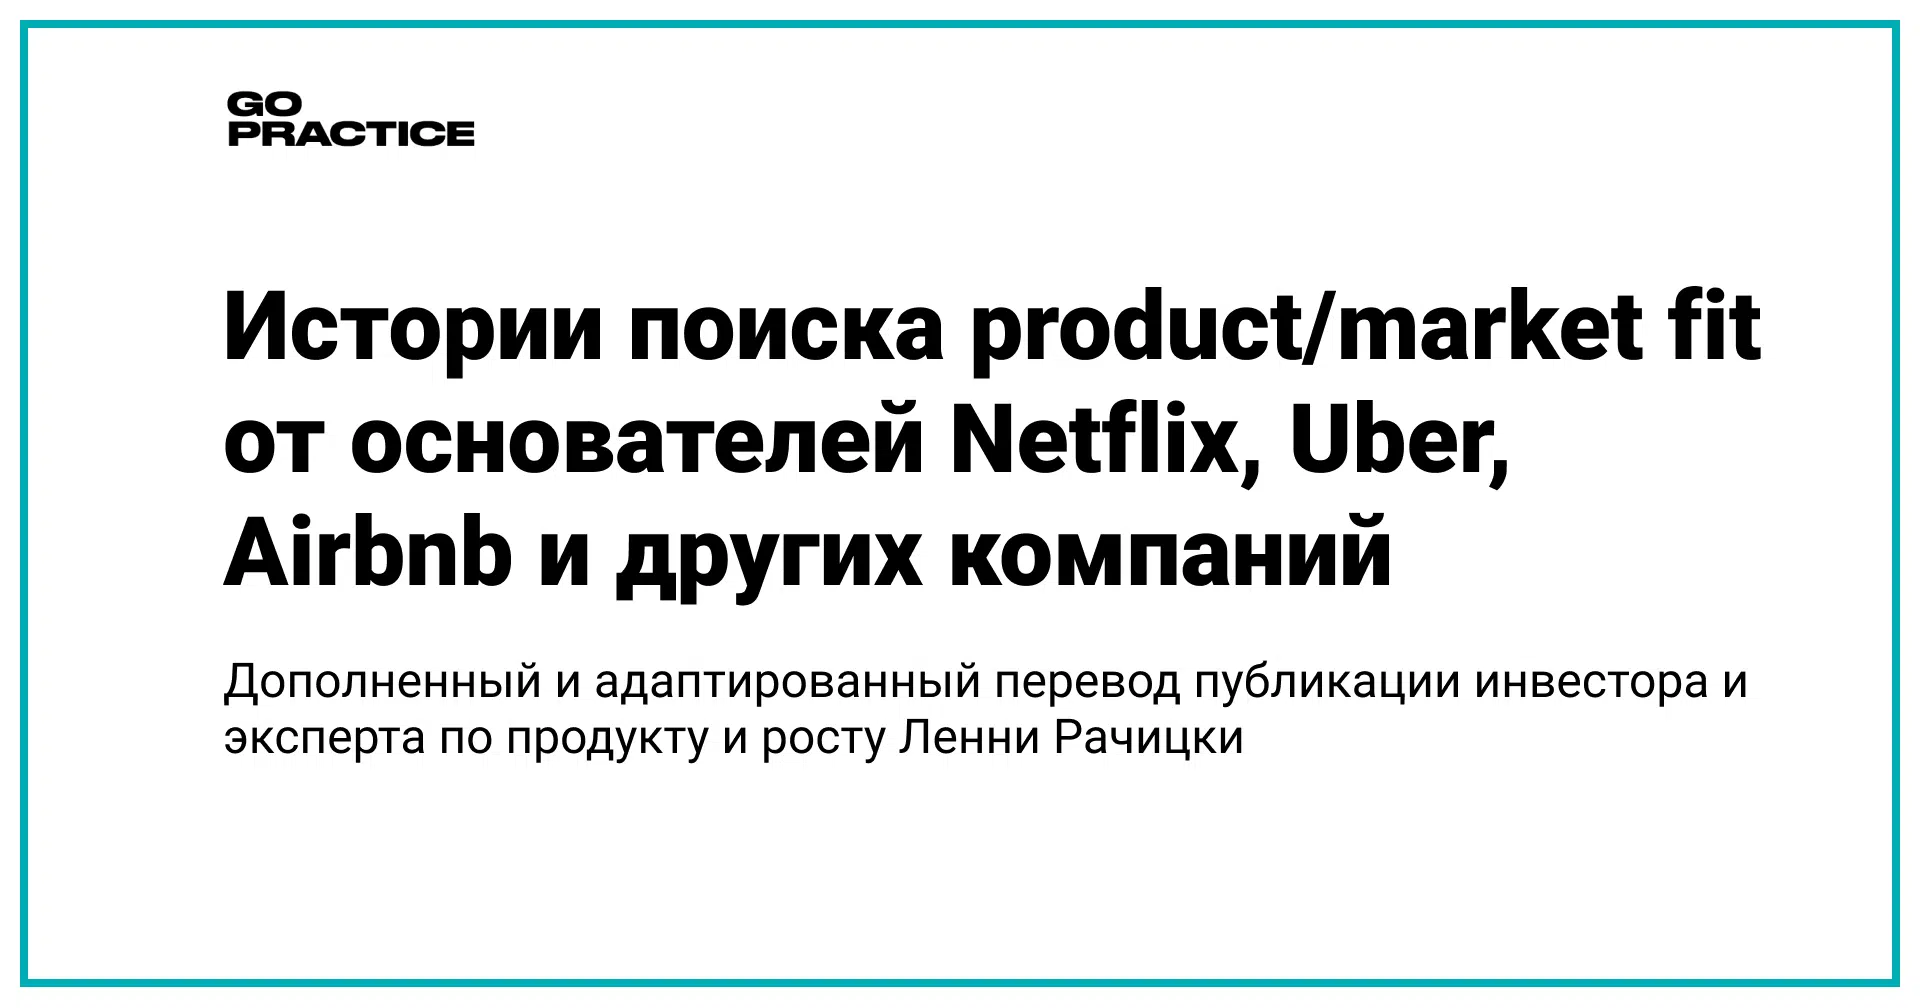 GO
PRACTICE
Истории поиска product/market fit
от основателей Netflix, Uber,
Airbnb и других компаний
Дополненный и адаптированный перевод публикации инвестора и
эксперта по продукту и росту Ленни Рачицки